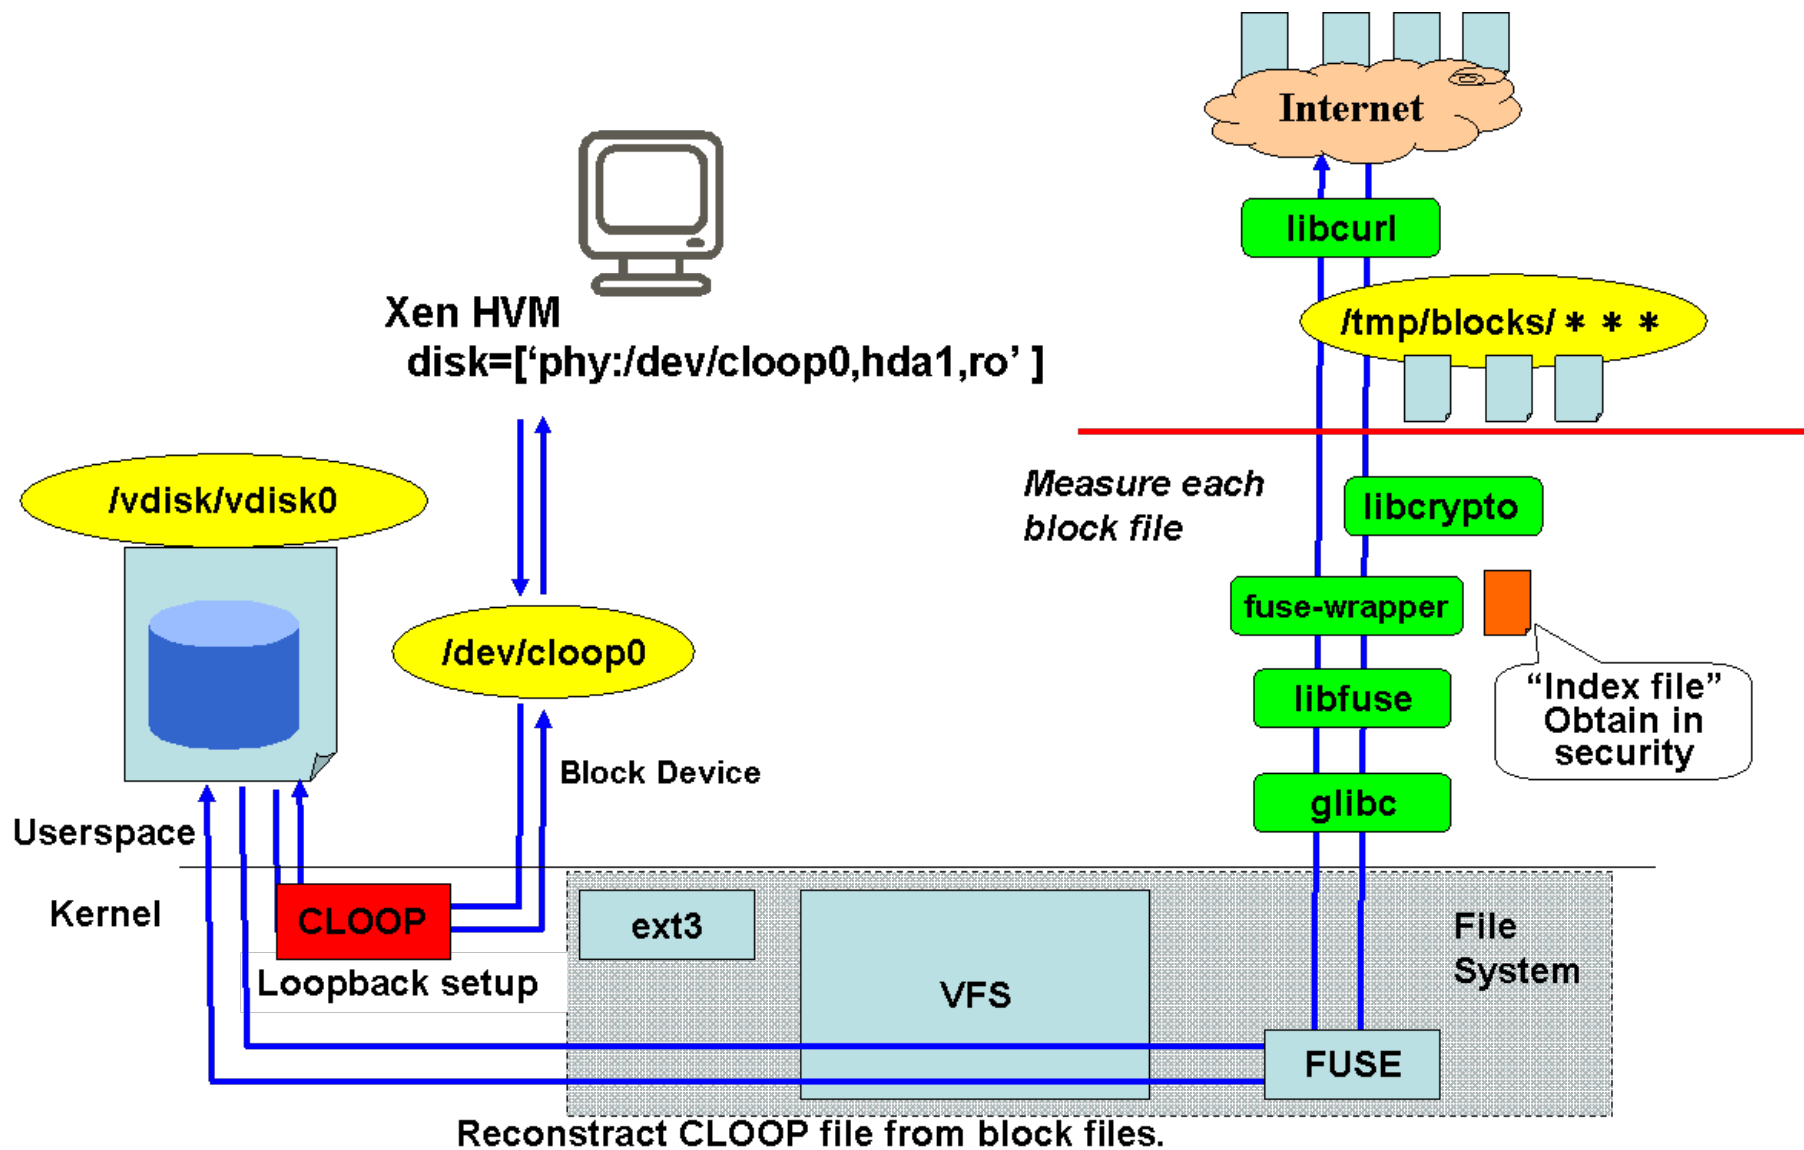 Internet
libcurl
/tmp/blocks/＊＊＊
Xen HVM
disk=[‘phy:/dev/cloop0,hda1,ro’ ]
Measure each
block file
libcrypto
/vdisk/vdisk0
fuse-wrapper
/dev/cloop0
“Index file”
Obtain in
security
libfuse
Block Device
glibc
Userspace
Kernel
CLOOP
ext3
File
System
Loopback setup
VFS
FUSE
Reconstract CLOOP file from block files.